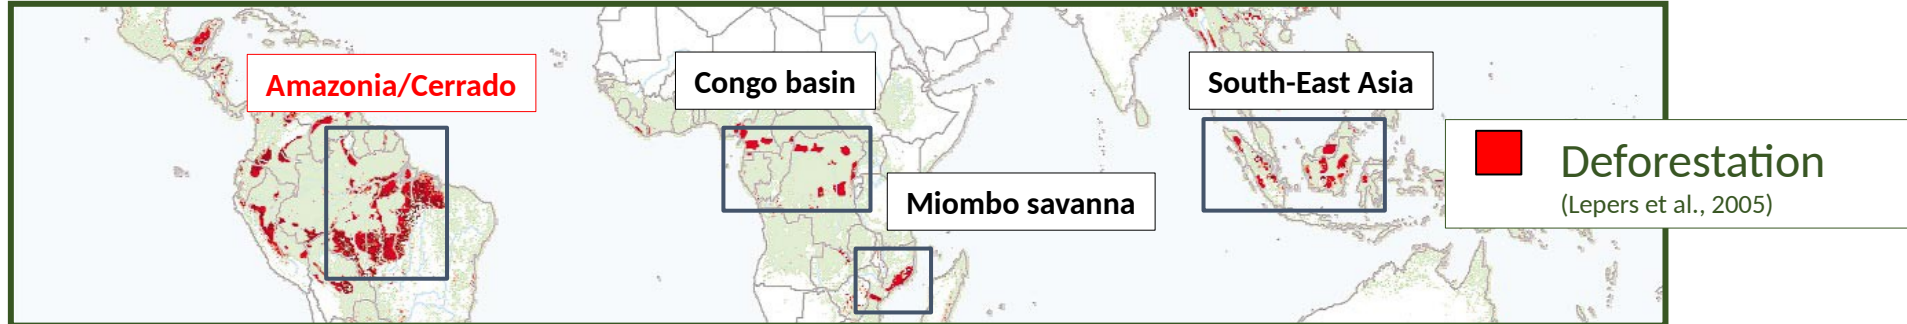 Amazonia/Cerrado
Congo basin
South-East Asia
Miombo savanna
Deforestation
(Lepers et al., 2005)